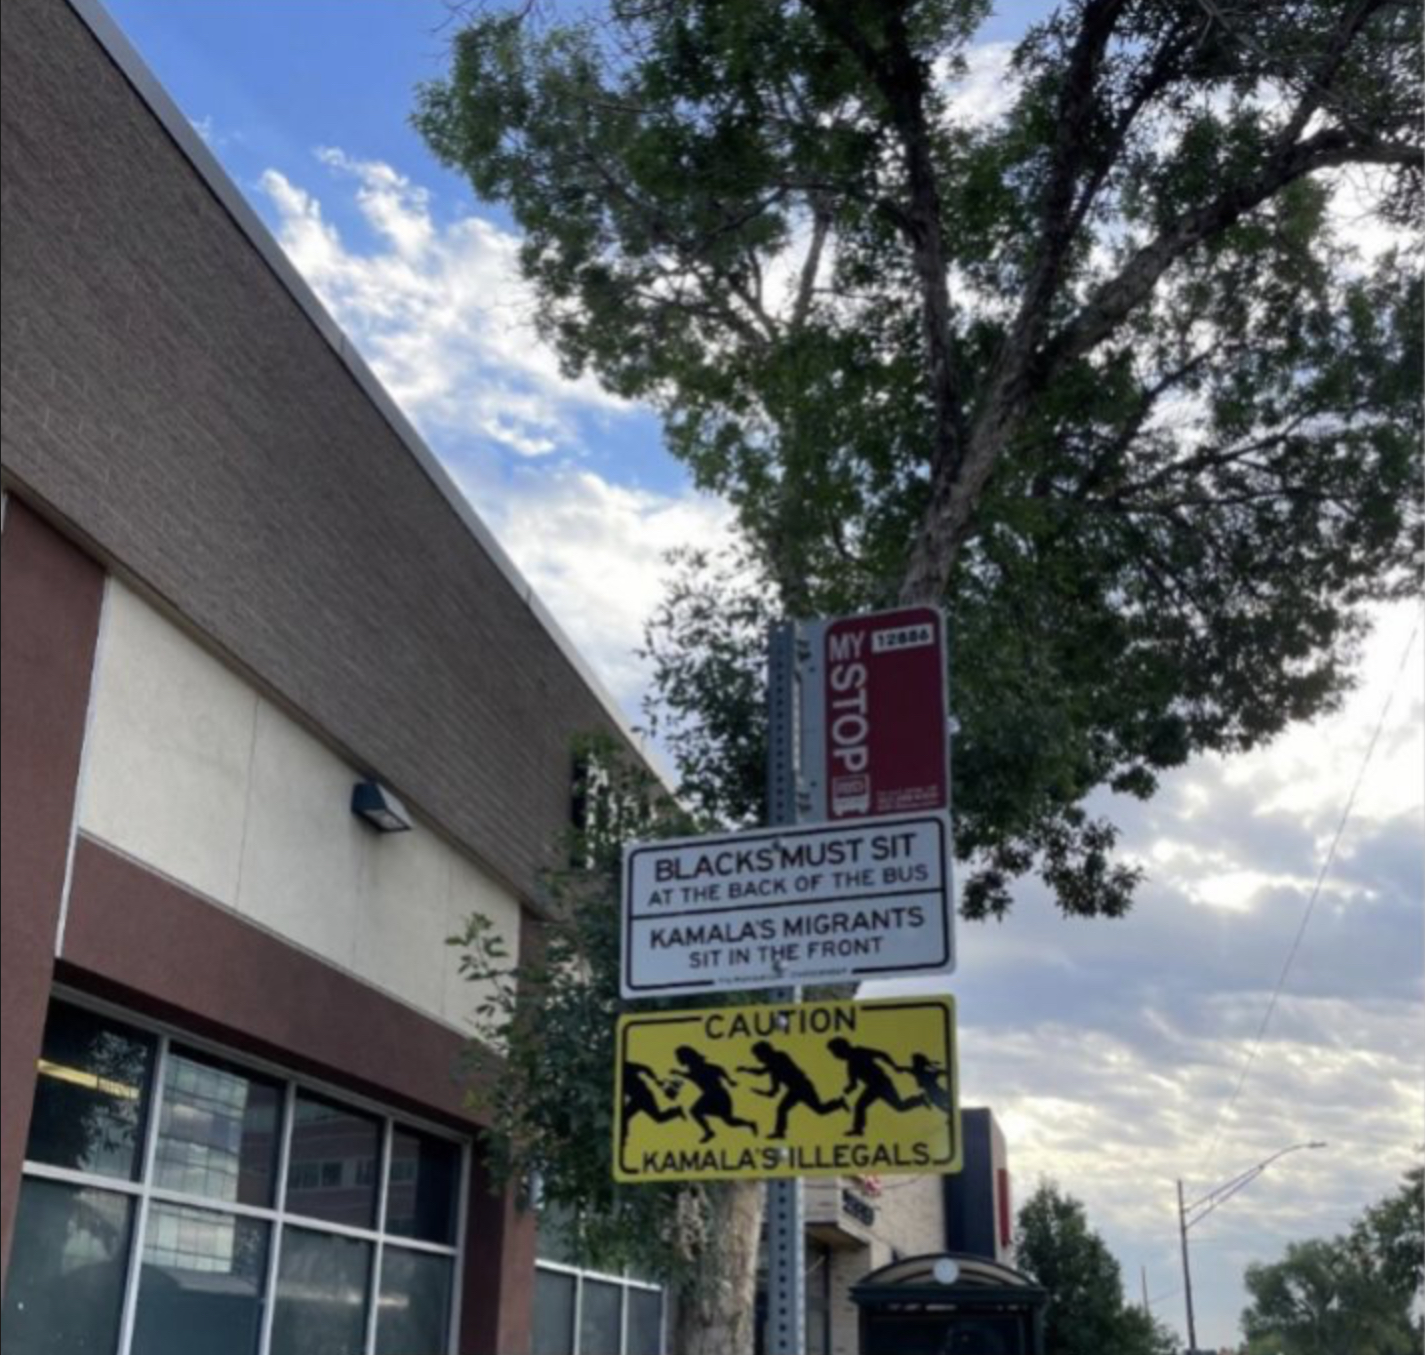 MY STOP
12886
BLACKS MUST SIT
AT THE BACK OF THE BUS
KAMALA'S MIGRANTS
SIT IN THE FRONT
CAUTION
KAMALA'S ILLEGALS